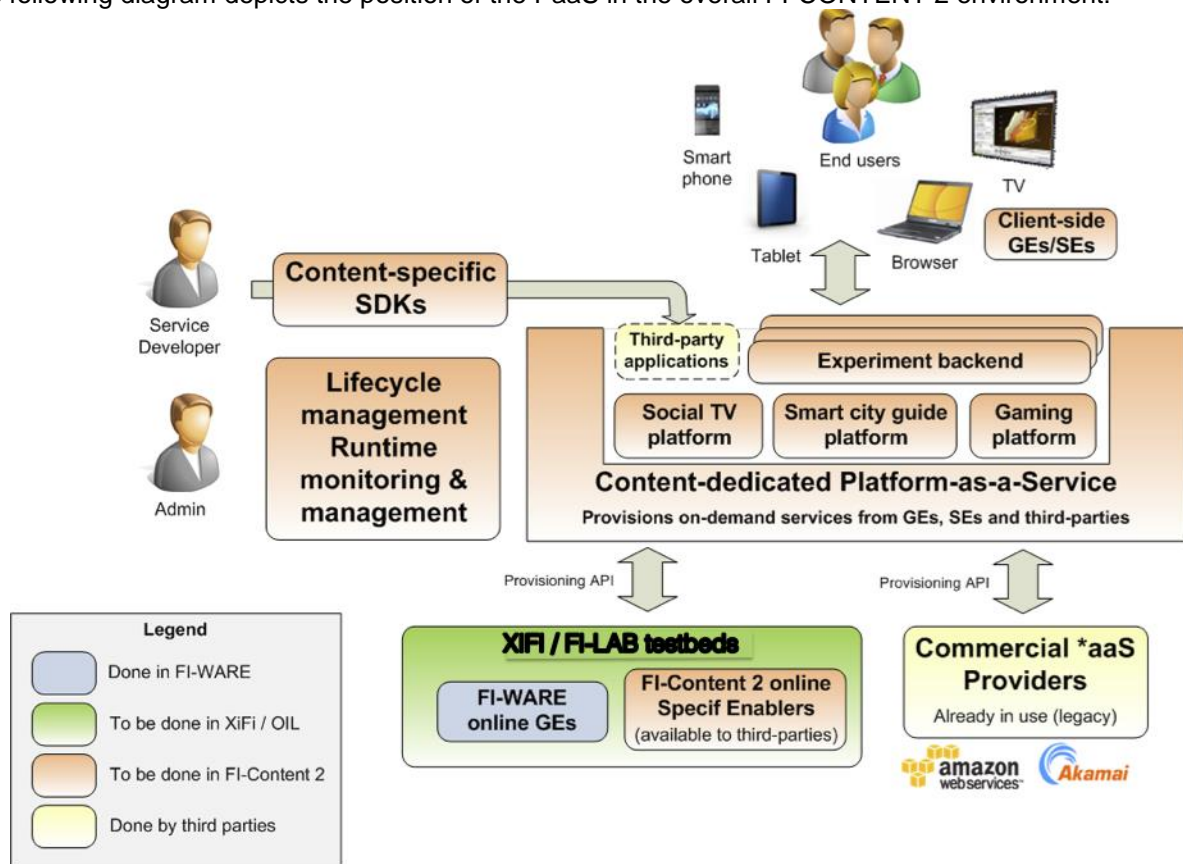 following diagram depicts the position of the PaaS in the overall FI-CONTENT 2 environment.
Smart
phone
End users
TV
Tablet
Browser
Client-side
GEs/SEs
Service
Developer
Content-specific
SDKs
Third-party
applications
Experiment backend
Admin
Lifecycle
management
Runtime
monitoring &
management
Social TV
platform
Smart city guide
platform
Gaming
platform
Content-dedicated Platform-as-a-Service
Provisions on-demand services from GEs, SEs and third-parties
Provisioning API
Provisioning API
XIFI / FI-LAB testbeds
FI-WARE
online GEs
FI-Content 2 online
Specif Enablers
(available to third-parties)
Commercial *aaS
Providers
Already in use (legacy)
amazon
webservices™
Akamai
Legend
Done in FI-WARE
To be done in XiFi / OIL
To be done in FI-Content 2
Done by third parties